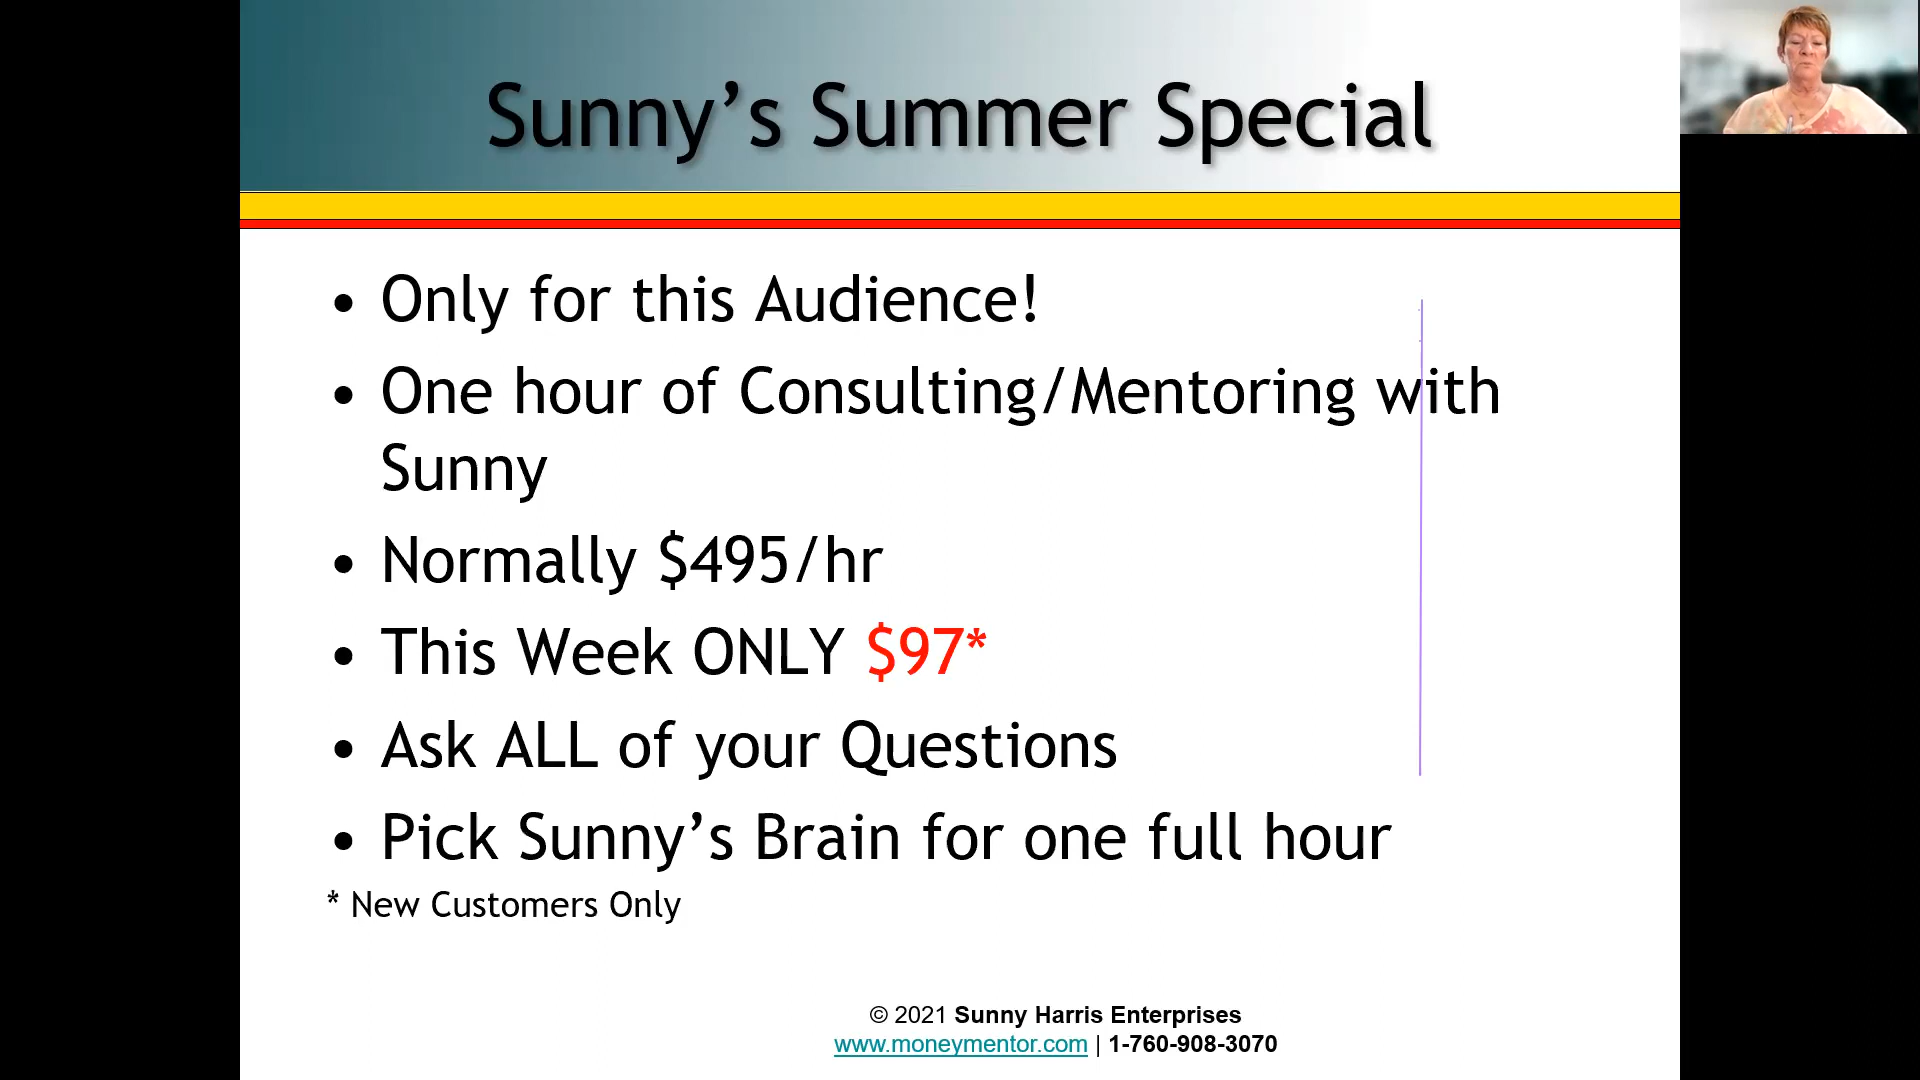 Sunny’s Summer Special
• Only for this Audience!
• One hour of Consulting/Mentoring with
Sunny
• Normally $495/hr
• This Week ONLY $97*
• Ask ALL of your Questions
• Pick Sunny’s Brain for one full hour
* New Customers Only
© 2021 Sunny Harris Enterprises
www.moneymentor.com | 1-760-908-3070